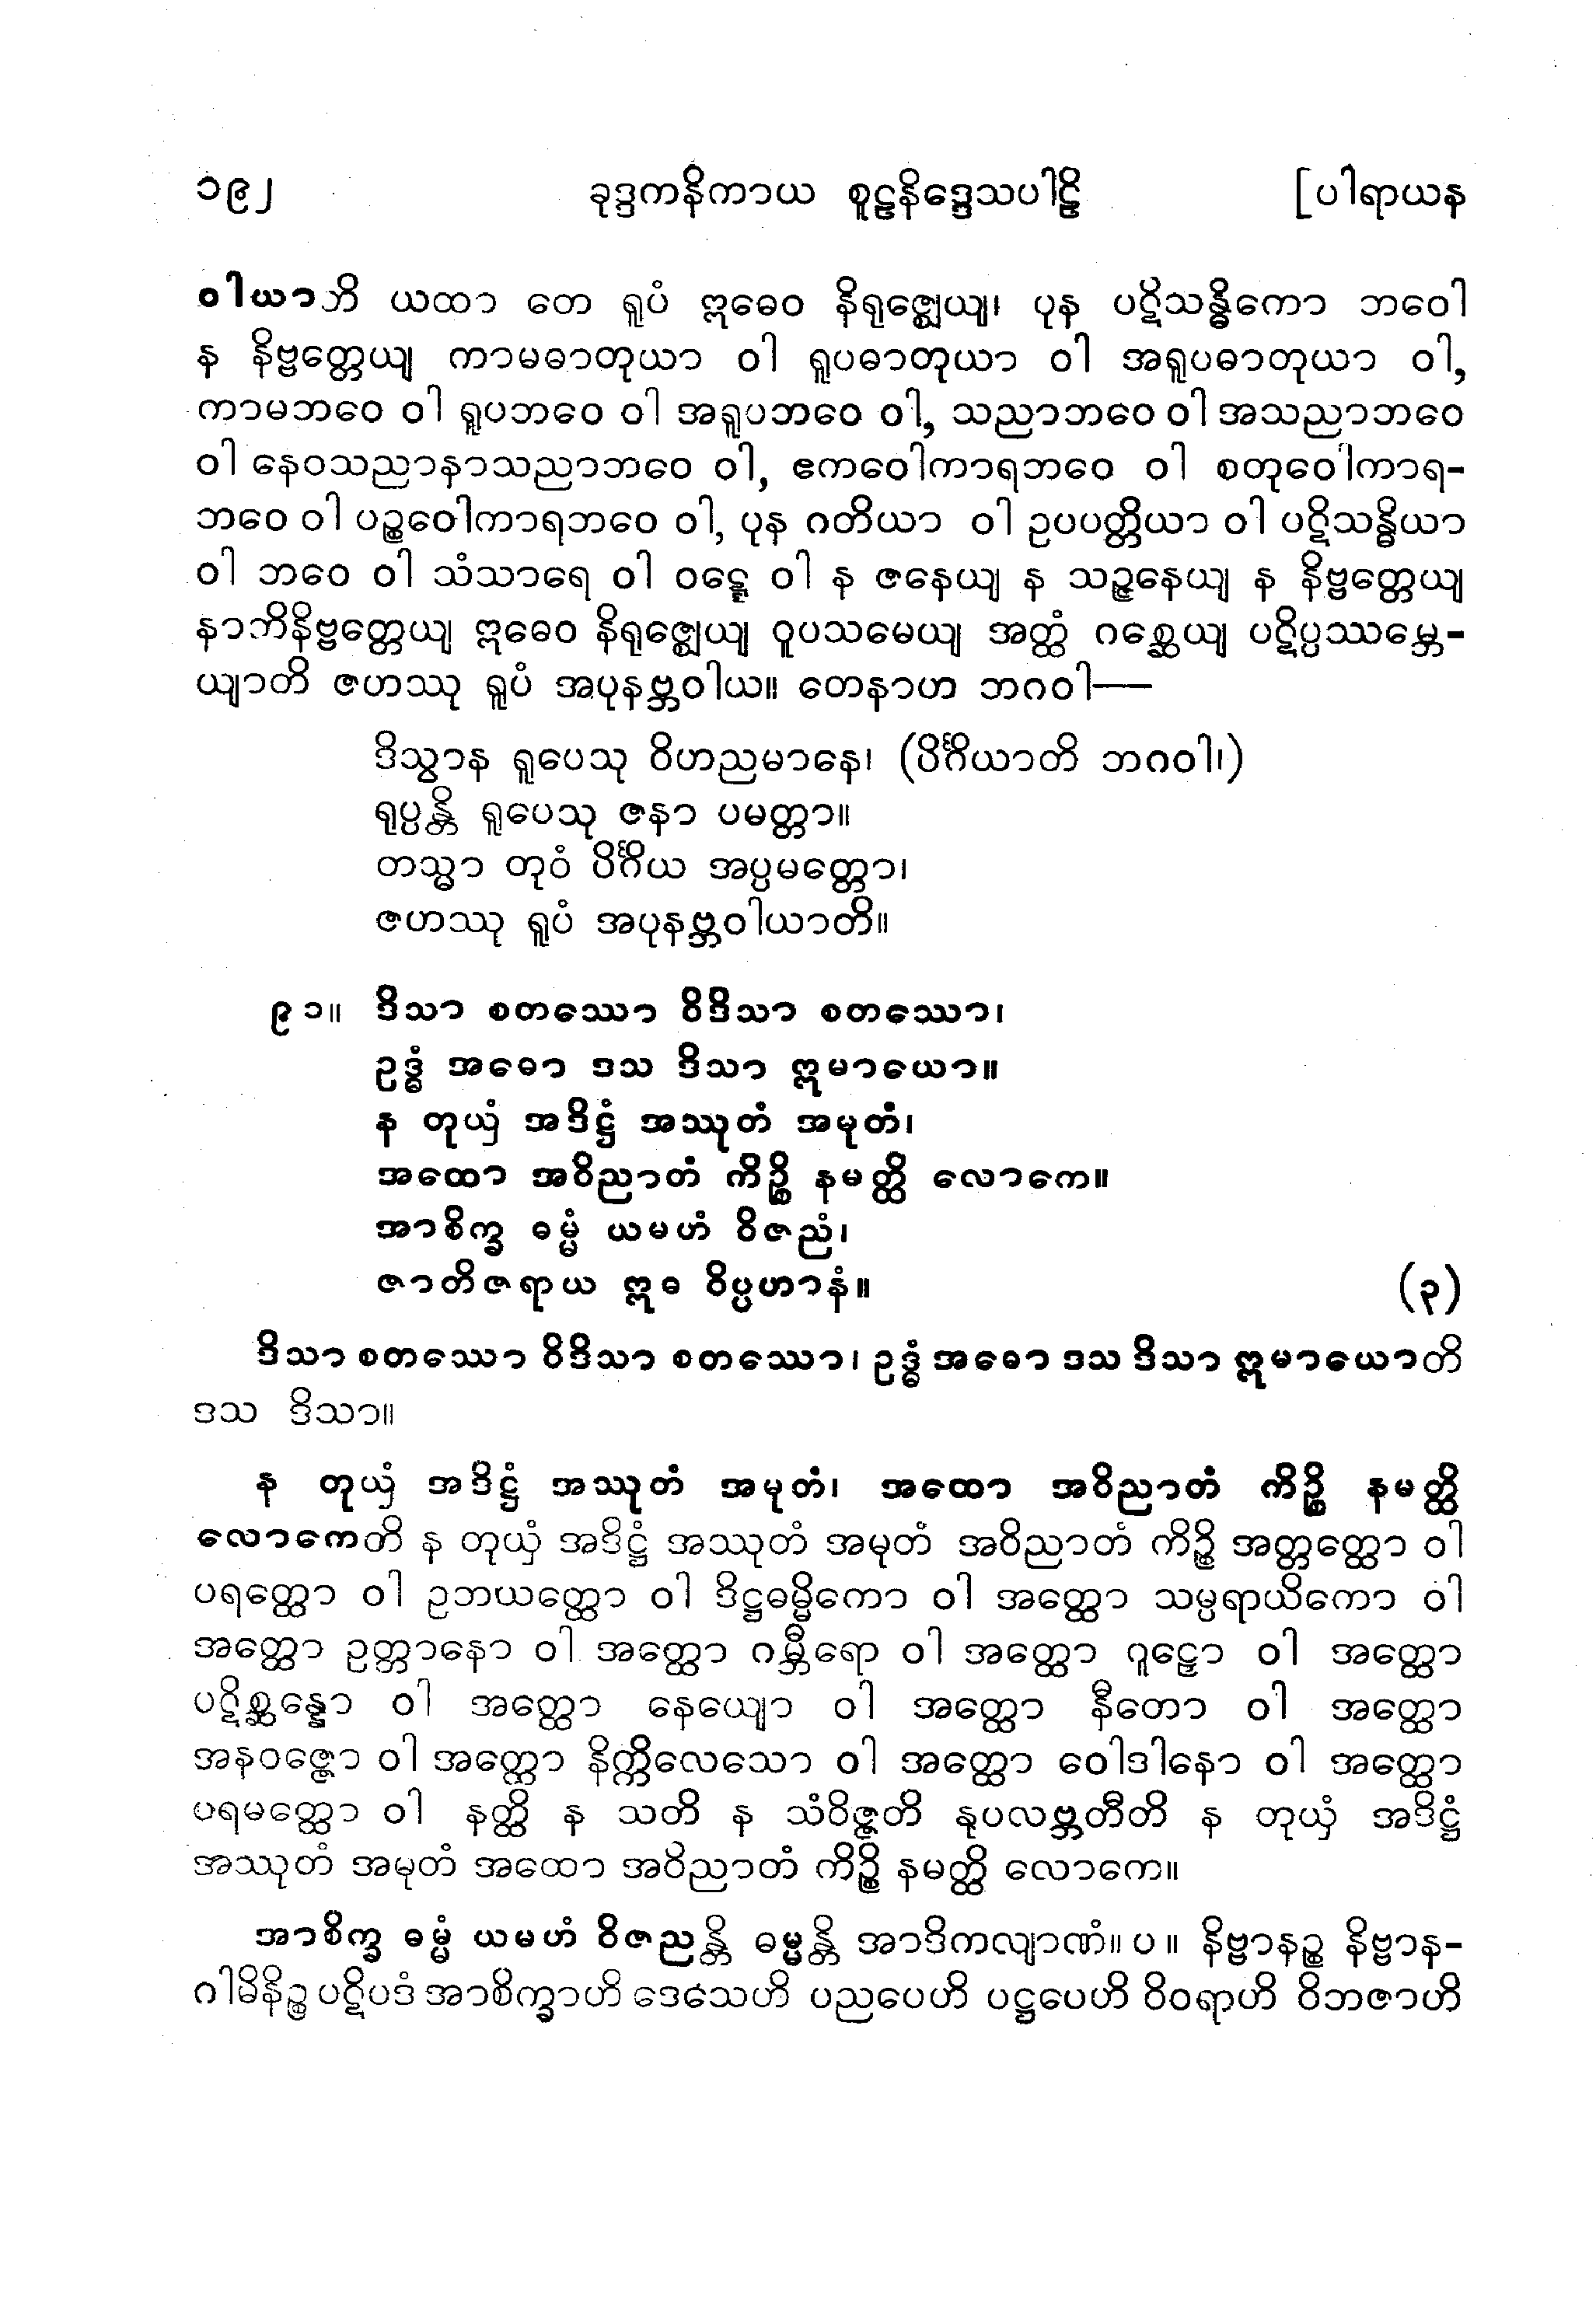 ၁၉၂ ခုဒ္ဒကနိကာယ စူဠနိဒ္ဒေသပါဠိ [ပါရာယန
ဝါယာတိ ယထာ တေ ရူပံ ဣဓေဝ နိရုဇ္ဈေယျ၊ ပုန ပဋိသန္ဓိကော ဘဝေါ
န နိဗ္ဗတ္တေယျ ကာမဓာတုယာ ဝါ ရူပဓာတုယာ ဝါ အရူပဓာတုယာ ဝါ,
ကာမဘဝေ ဝါ ရူပဘဝေ ဝါ အရူပဘဝေ ဝါ, သညာဘဝေ ဝါ အသညာဘဝေ
ဝါ နေဝသညာနာသညာဘဝေ ဝါ, ဧကဝေါကာရဘဝေ ဝါ စတုဝေါကာရ-
ဘဝေ ဝါ ပဉ္စဝေါကာရဘဝေ ဝါ, ပုန ဂတိယာ ဝါ ဥပပတ္တိယာ ဝါ ပဋိသန္ဓိယာ
ဝါ ဘဝေ ဝါ သံသာရေ ဝါ ဝဋ္ဋေ ဝါ န ဇနေယျ န သဉ္ဇနေယျ န နိဗ္ဗတ္တေယျ
နာဘိနိဗ္ဗတ္တေယျ ဣဓေဝ နိရုဇ္ဈေယျ ဝူပသမေယျ အတ္ထံ ဂစ္ဆေယျ ပဋိပ္ပဿမ္ဘေ-
ယျာတိ ဇဟဿု ရူပံ အပုနဗ္ဘဝါယ။ တေနာဟ ဘဂဝါ—
ဒိသွာန ရူပေသု ဝိဟညမာနေ၊ (ပိင်္ဂိယာတိ ဘဂဝါ၊)
ရုပ္ပန္တိ ရူပေသု ဇနာ ပမတ္တာ။
တသ္မာ တုဝံ ပိင်္ဂိယ အပ္ပမတ္တော၊
ဇဟဿု ရူပံ အပုနဗ္ဘဝါယာတိ။
၉၁။ ဒိသာ စတဿော ဝိဒိသာ စတဿော၊
ဥဒ္ဓံ အဓော ဒသ ဒိသာ ဣမာယော။
န တုယှံ အဒိဋ္ဌံ အဿုတံ အမုတံ၊
အထော အဝိညာတံ ကိဉ္စိ နမတ္ထိ လောကေ။
အာစိက္ခ ဓမ္မံ ယမဟံ ဝိဇညံ၊
ဇာတိဇရာယ ဣဓ ဝိပ္ပဟာနံ။ (၃)
ဒိသာ စတဿော ဝိဒိသာ စတဿော၊ ဥဒ္ဓံ အဓော ဒသ ဒိသာ ဣမာယောတိ
ဒသ ဒိသာ။
န တုယှံ အဒိဋ္ဌံ အဿုတံ အမုတံ၊ အထော အဝိညာတံ ကိဉ္စိ နမတ္ထိ
လောကေတိ န တုယှံ အဒိဋ္ဌံ အဿုတံ အမုတံ အဝိညာတံ ကိဉ္စိ အတ္တတ္ထော ဝါ
ပရတ္ထော ဝါ ဥဘယတ္ထော ဝါ ဒိဋ္ဌဓမ္မိကော ဝါ အတ္ထော သမ္ပရာယိကော ဝါ
အတ္ထော ဥတ္တာနော ဝါ အတ္ထော ဂမ္ဘီရော ဝါ အတ္ထော ဂူဠှော ဝါ အတ္ထော
ပဋိစ္ဆန္နော ဝါ အတ္ထော နေယျော ဝါ အတ္ထော နီတော ဝါ အတ္ထော
အနဝဇ္ဇော ဝါ အတ္ထော နိက္ကိလေသော ဝါ အတ္ထော ဝေါဒါနော ဝါ အတ္ထော
ပရမတ္ထော ဝါ နတ္ထိ န သတိ န သံဝိဇ္ဇတိ နုပလဗ္ဘတီတိ န တုယှံ အဒိဋ္ဌံ
အဿုတံ အမုတံ အထော အဝိညာတံ ကိဉ္စိ နမတ္ထိ လောကေ။
အာစိက္ခ ဓမ္မံ ယမဟံ ဝိဇညန္တိ ဓမ္မန္တိ အာဒိကလျာဏံ။ ပ ။ နိဗ္ဗာနဉ္စ နိဗ္ဗာန-
ဂါမိနိဉ္စ ပဋိပဒံ အာစိက္ခာဟိ ဒေသေဟိ ပညပေဟိ ပဋ္ဌပေဟိ ဝိဝရာဟိ ဝိဘဇာဟိ